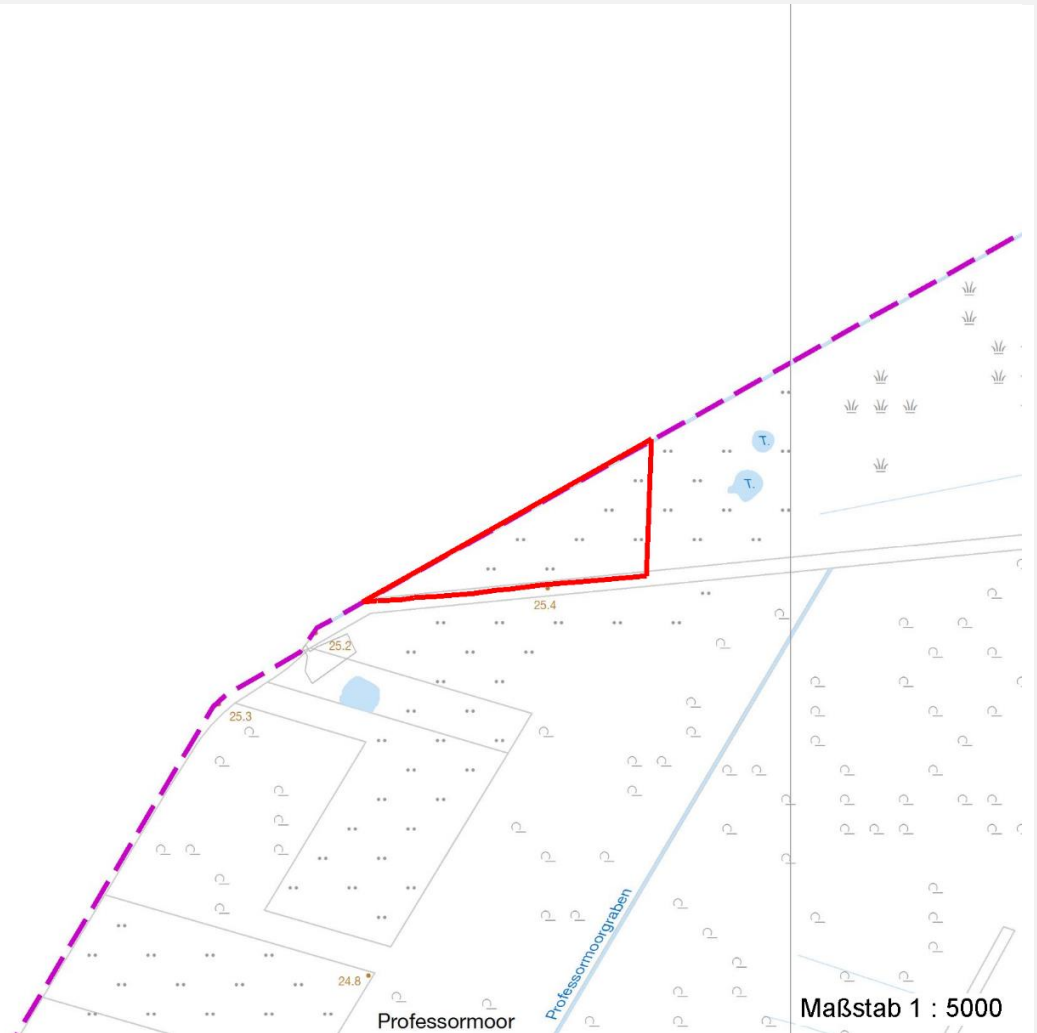 T.
T.
25.4
25.2
25.3
Professormoorgraben
24.8
Maßstab 1 : 5000
Professormoor